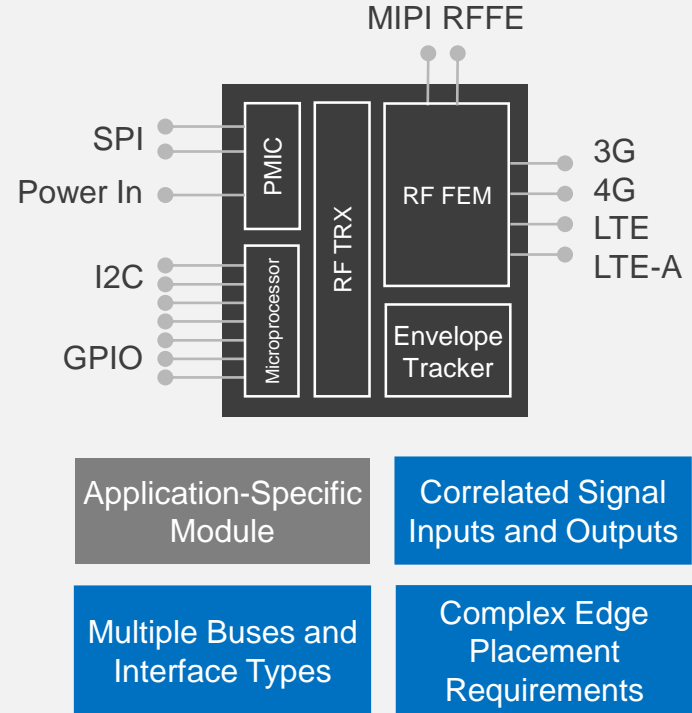 MIPI RFFE
SPI
Power In
I2C
GPIO
PMIC
Microprocessor
RF TRX
RF FEM
Envelope
Tracker
3G
4G
LTE
LTE-A
Application-Specific
Module
Correlated Signal
Inputs and Outputs
Multiple Buses and
Interface Types
Complex Edge
Placement
Requirements